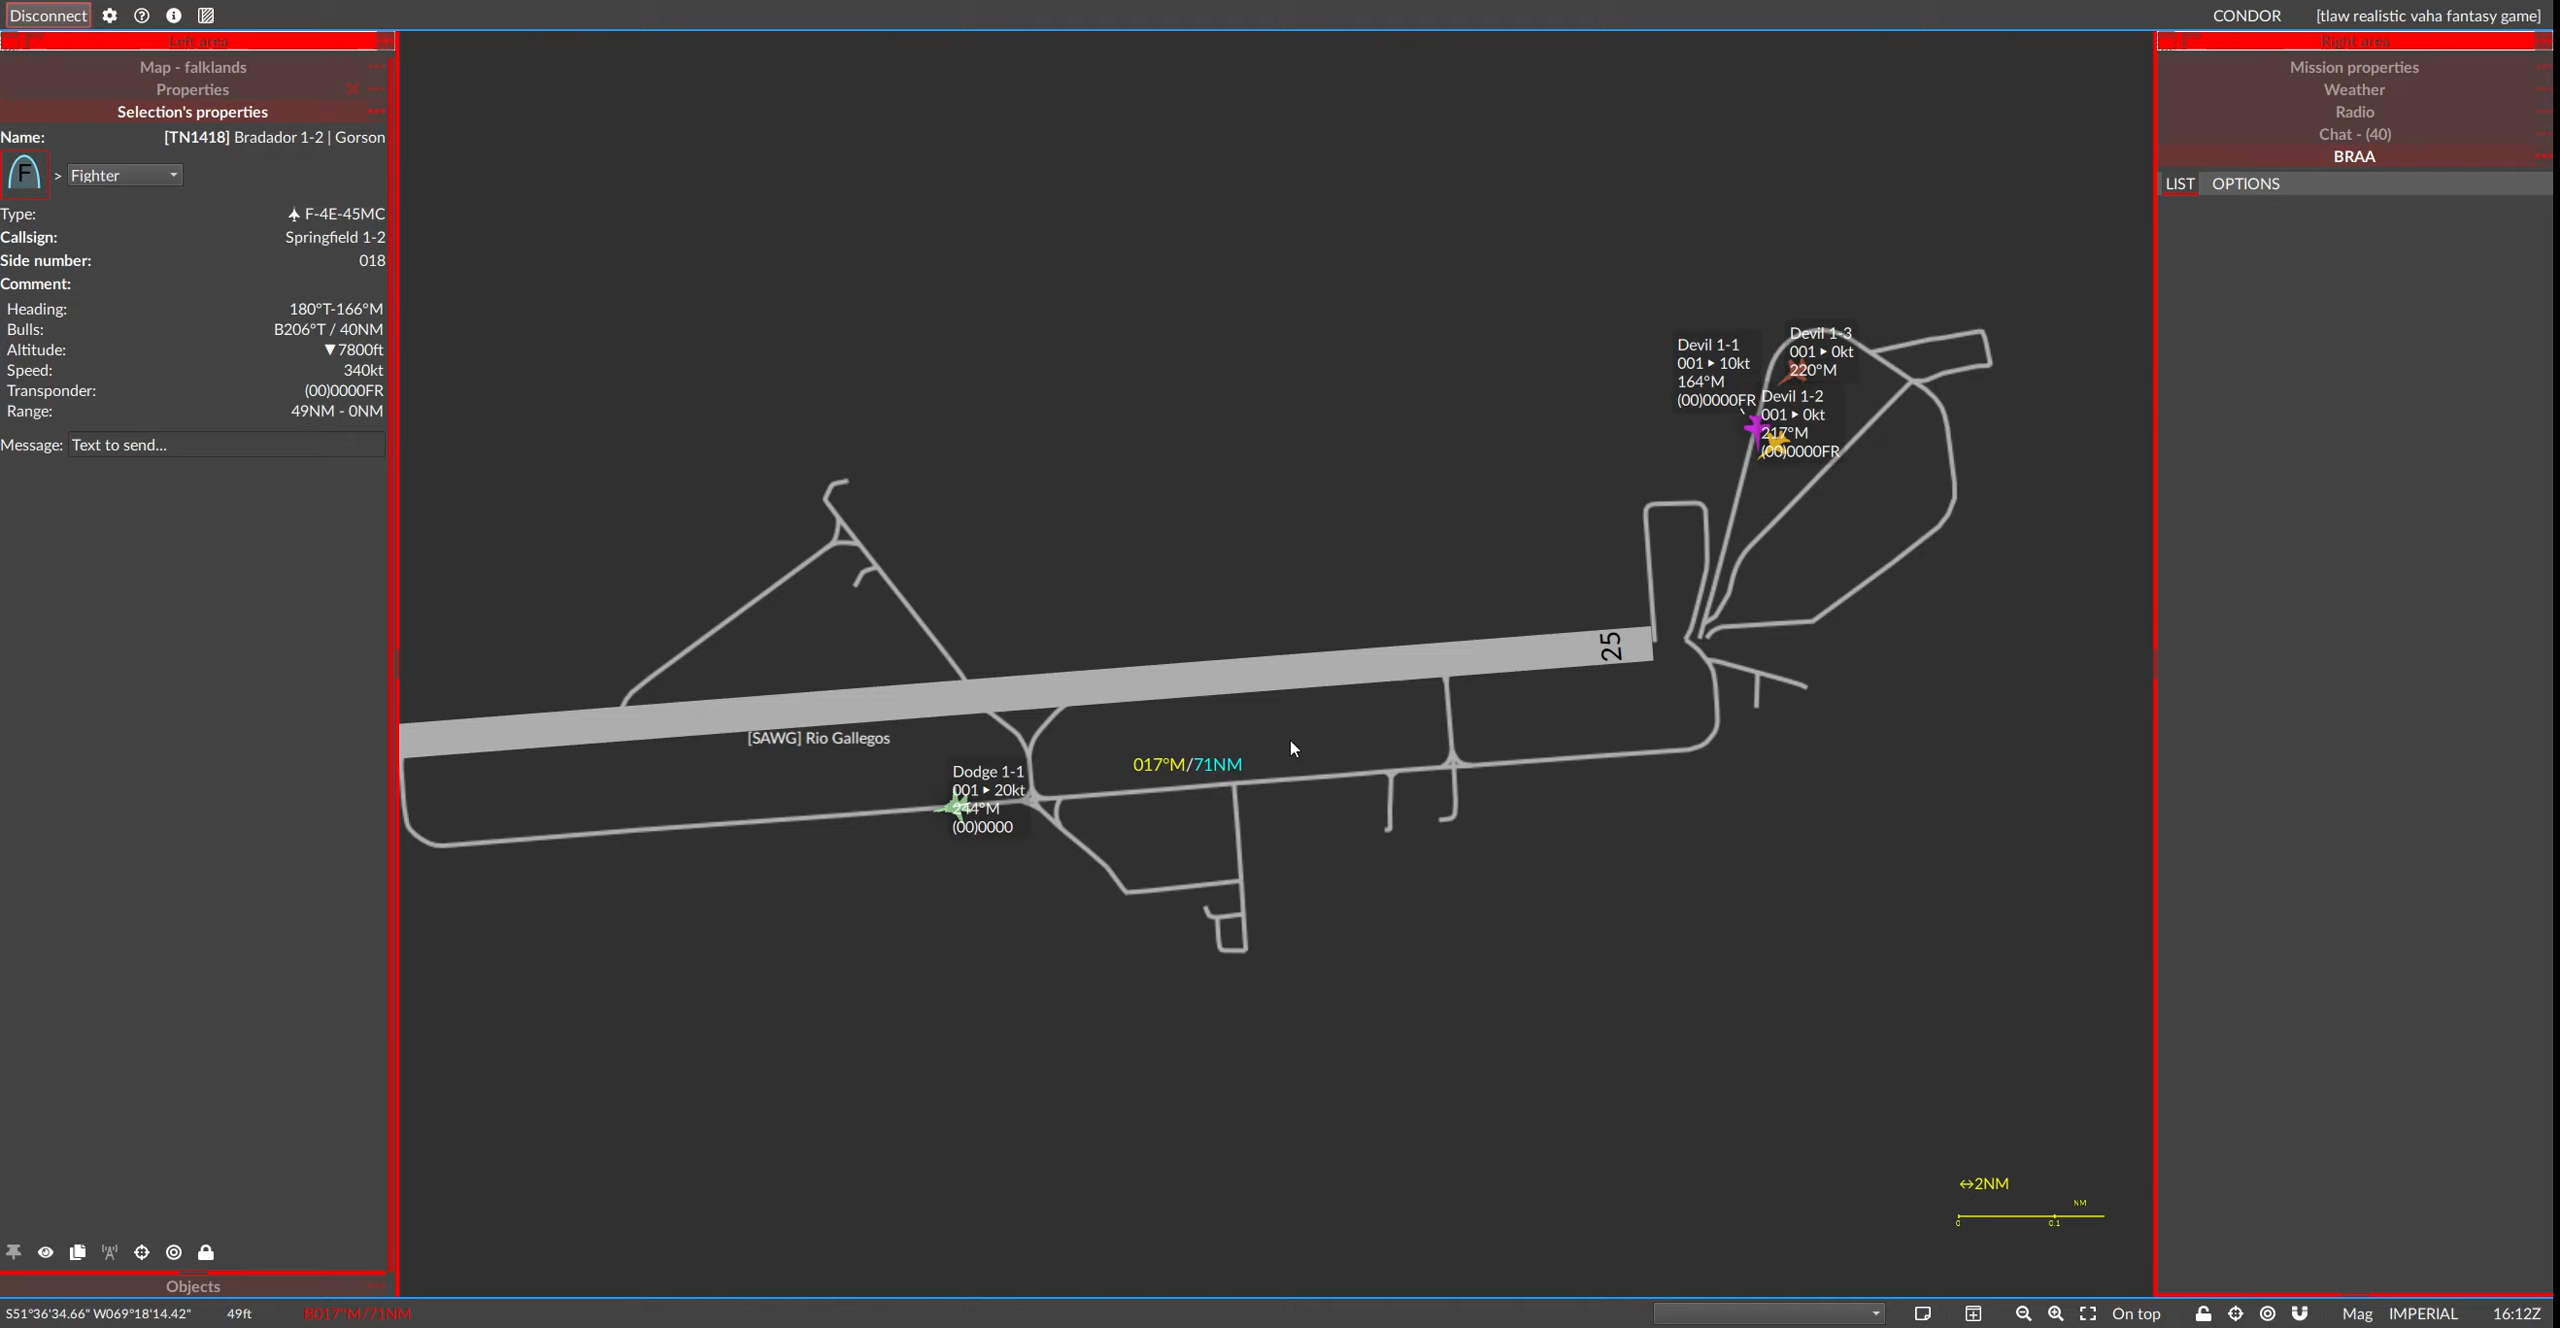 Disconnect
CONDOR [tlaw realistic vaha fantasy game]
Left area
Map - falklands
Properties
Selection's properties
Name: [TN1418] Bradador 1-2 | Gorson
F > Fighter
Type: F-4E-45MC
Callsign: Springfield 1-2
Side number: 018
Comment:
Heading: 180°T-166°M
Bulls: B206°T / 40NM
Altitude: ▼7800ft
Speed: 340kt
Transponder: (00)0000FR
Range: 49NM - 0NM
Message: Text to send...
Objects
Devil 1-1
001 ▸ 10kt
164°M
(00)0000FR
Devil 1-3
001 ▸ 0kt
220°M
Devil 1-2
001 ▸ 0kt
217°M
(00)0000FR
25
[SAWG] Rio Gallegos
017°M/71NM
Dodge 1-1
001 ▸ 20kt
244°M
(00)0000
↔2NM
NM
0 0.1
Right area
Mission properties
Weather
Radio
Chat - (40)
BRAA
LIST OPTIONS
S51°36'34.66" W069°18'14.42" 49ft B017°M/71NM
On top Mag IMPERIAL 16:12Z